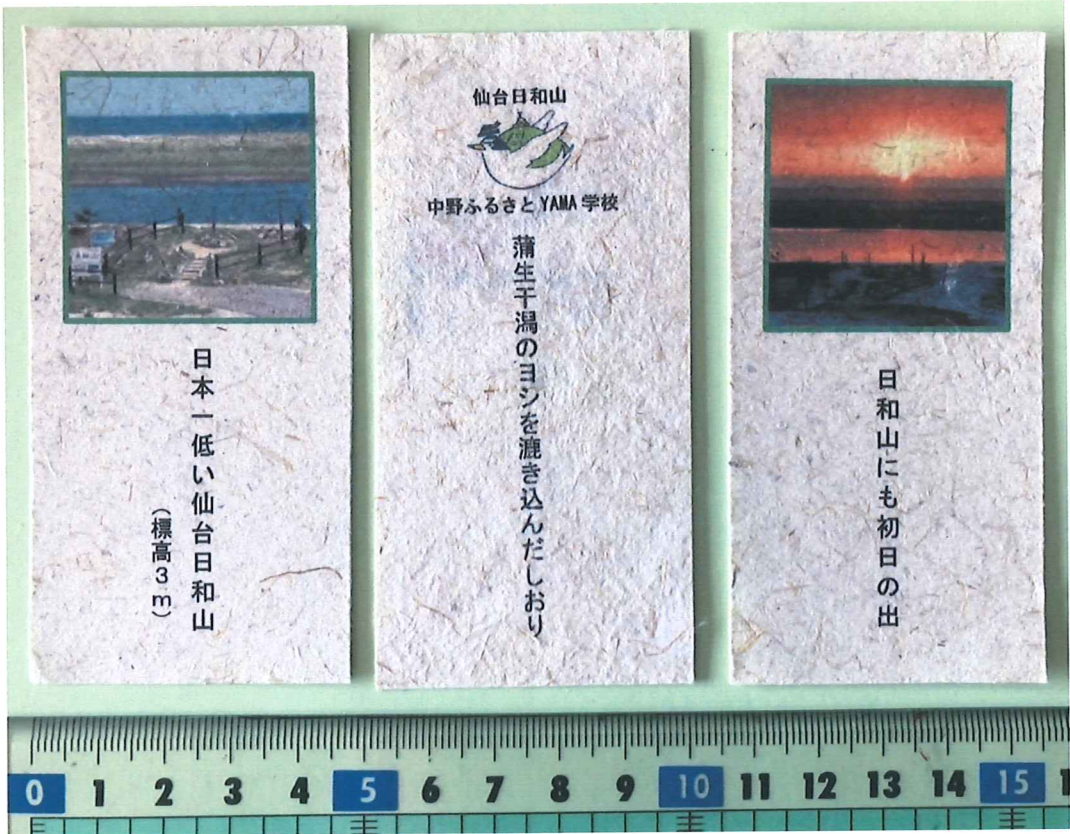 日本一低い仙台日和山
(標高3m)
仙台日和山
中野ふるさとYAMA学校
蒲生干潟のヨシを漉き込んだしおり
日和山にも初日の出
0 1 2 3 4 5 6 7 8 9 10 11 12 13 14 15 1